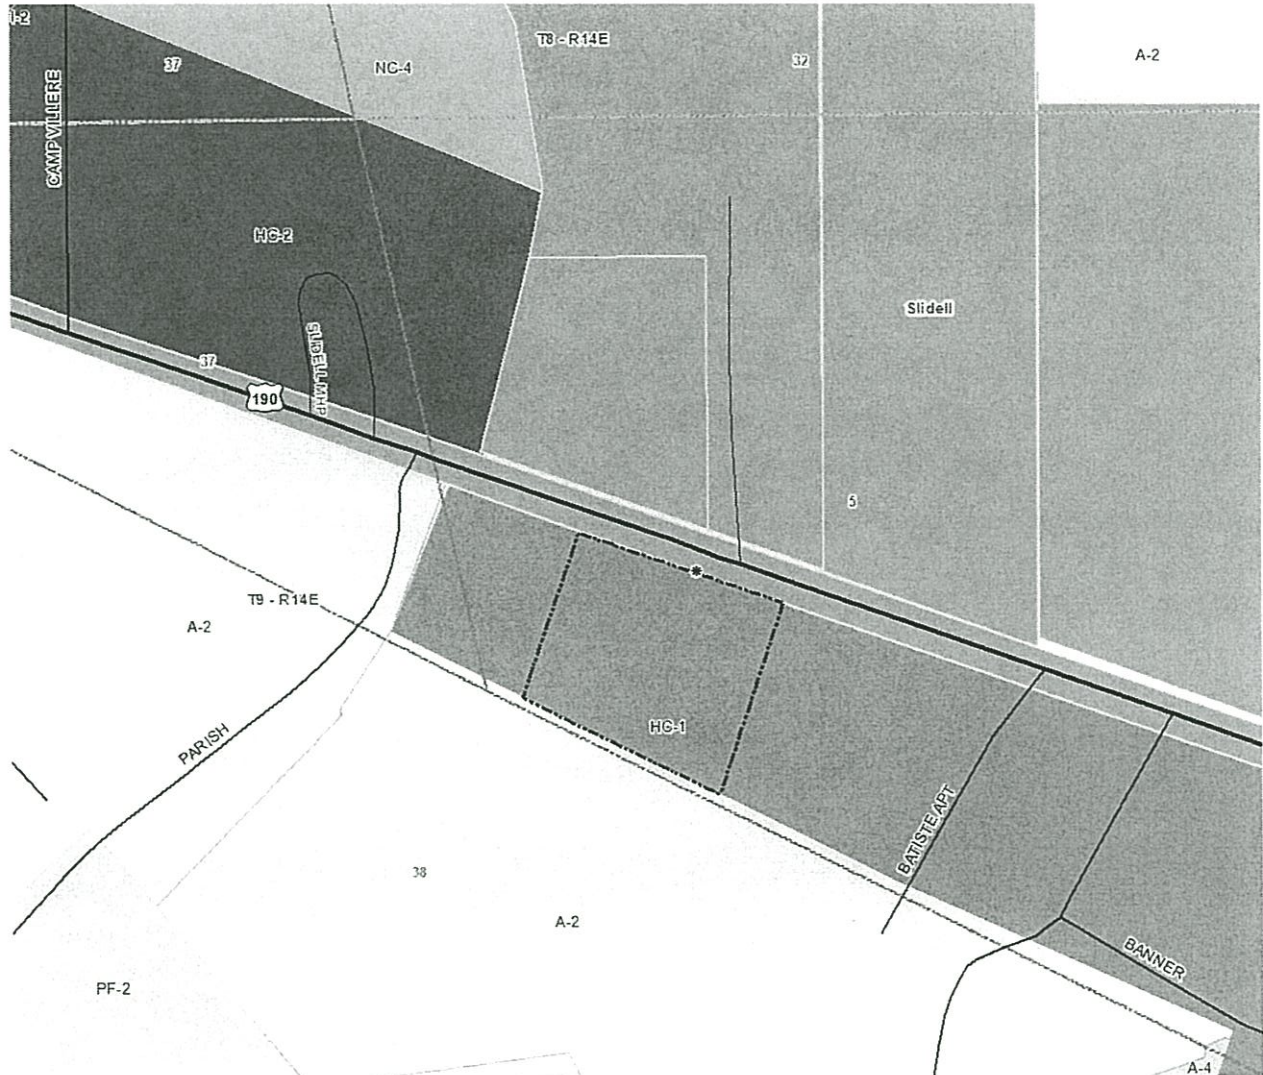 I-2
37
NC-4
T8 - R14E
32
A-2
CAMP VILLERE
HC-2
Slidell
SLIDELL MHP
37
190
5
T9 - R14E
A-2
HC-1
PARISH
BATISTE APT
38
A-2
BANNER
PF-2
A-4